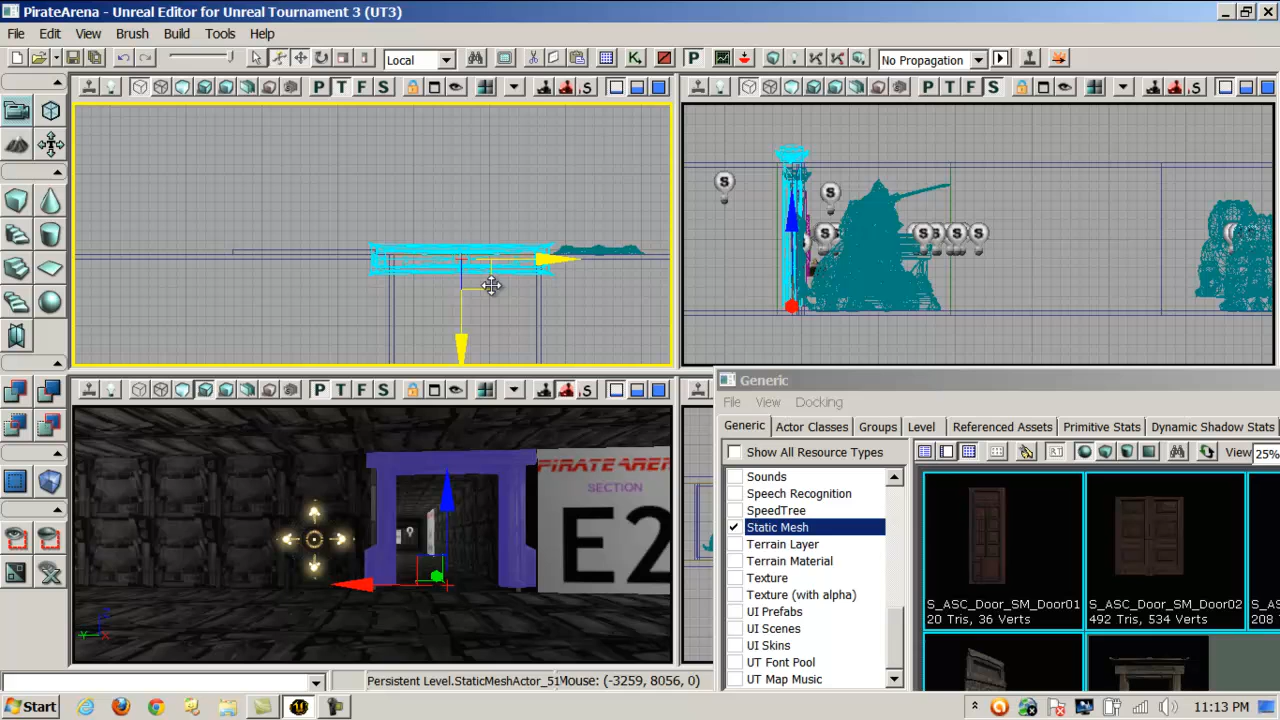 PirateArena - Unreal Editor for Unreal Tournament 3 (UT3)
File Edit View Brush Build Tools Help
Local
K
P
No Propagation
P T F S
S
P T F S
S
S
S
S
S
S
S
P T F S
S
Generic
File View Docking
Generic Actor Classes Groups Level Referenced Assets Primitive Stats Dynamic Shadow Stats
Show All Resource Types
View 25%
Sounds
Speech Recognition
SpeedTree
Static Mesh
Terrain Layer
Terrain Material
Texture
Texture (with alpha)
UI Prefabs
UI Scenes
UI Skins
UT Font Pool
UT Map Music
S_ASC_Door_SM_Door01
20 Tris, 36 Verts
S_ASC_Door_SM_Door02
492 Tris, 534 Verts
S_AS
208
PIRATE AREN
SECTION
E2
Y X
Persistent Level.StaticMeshActor_51
Mouse: (-3259, 8056, 0)
Start
11:13 PM